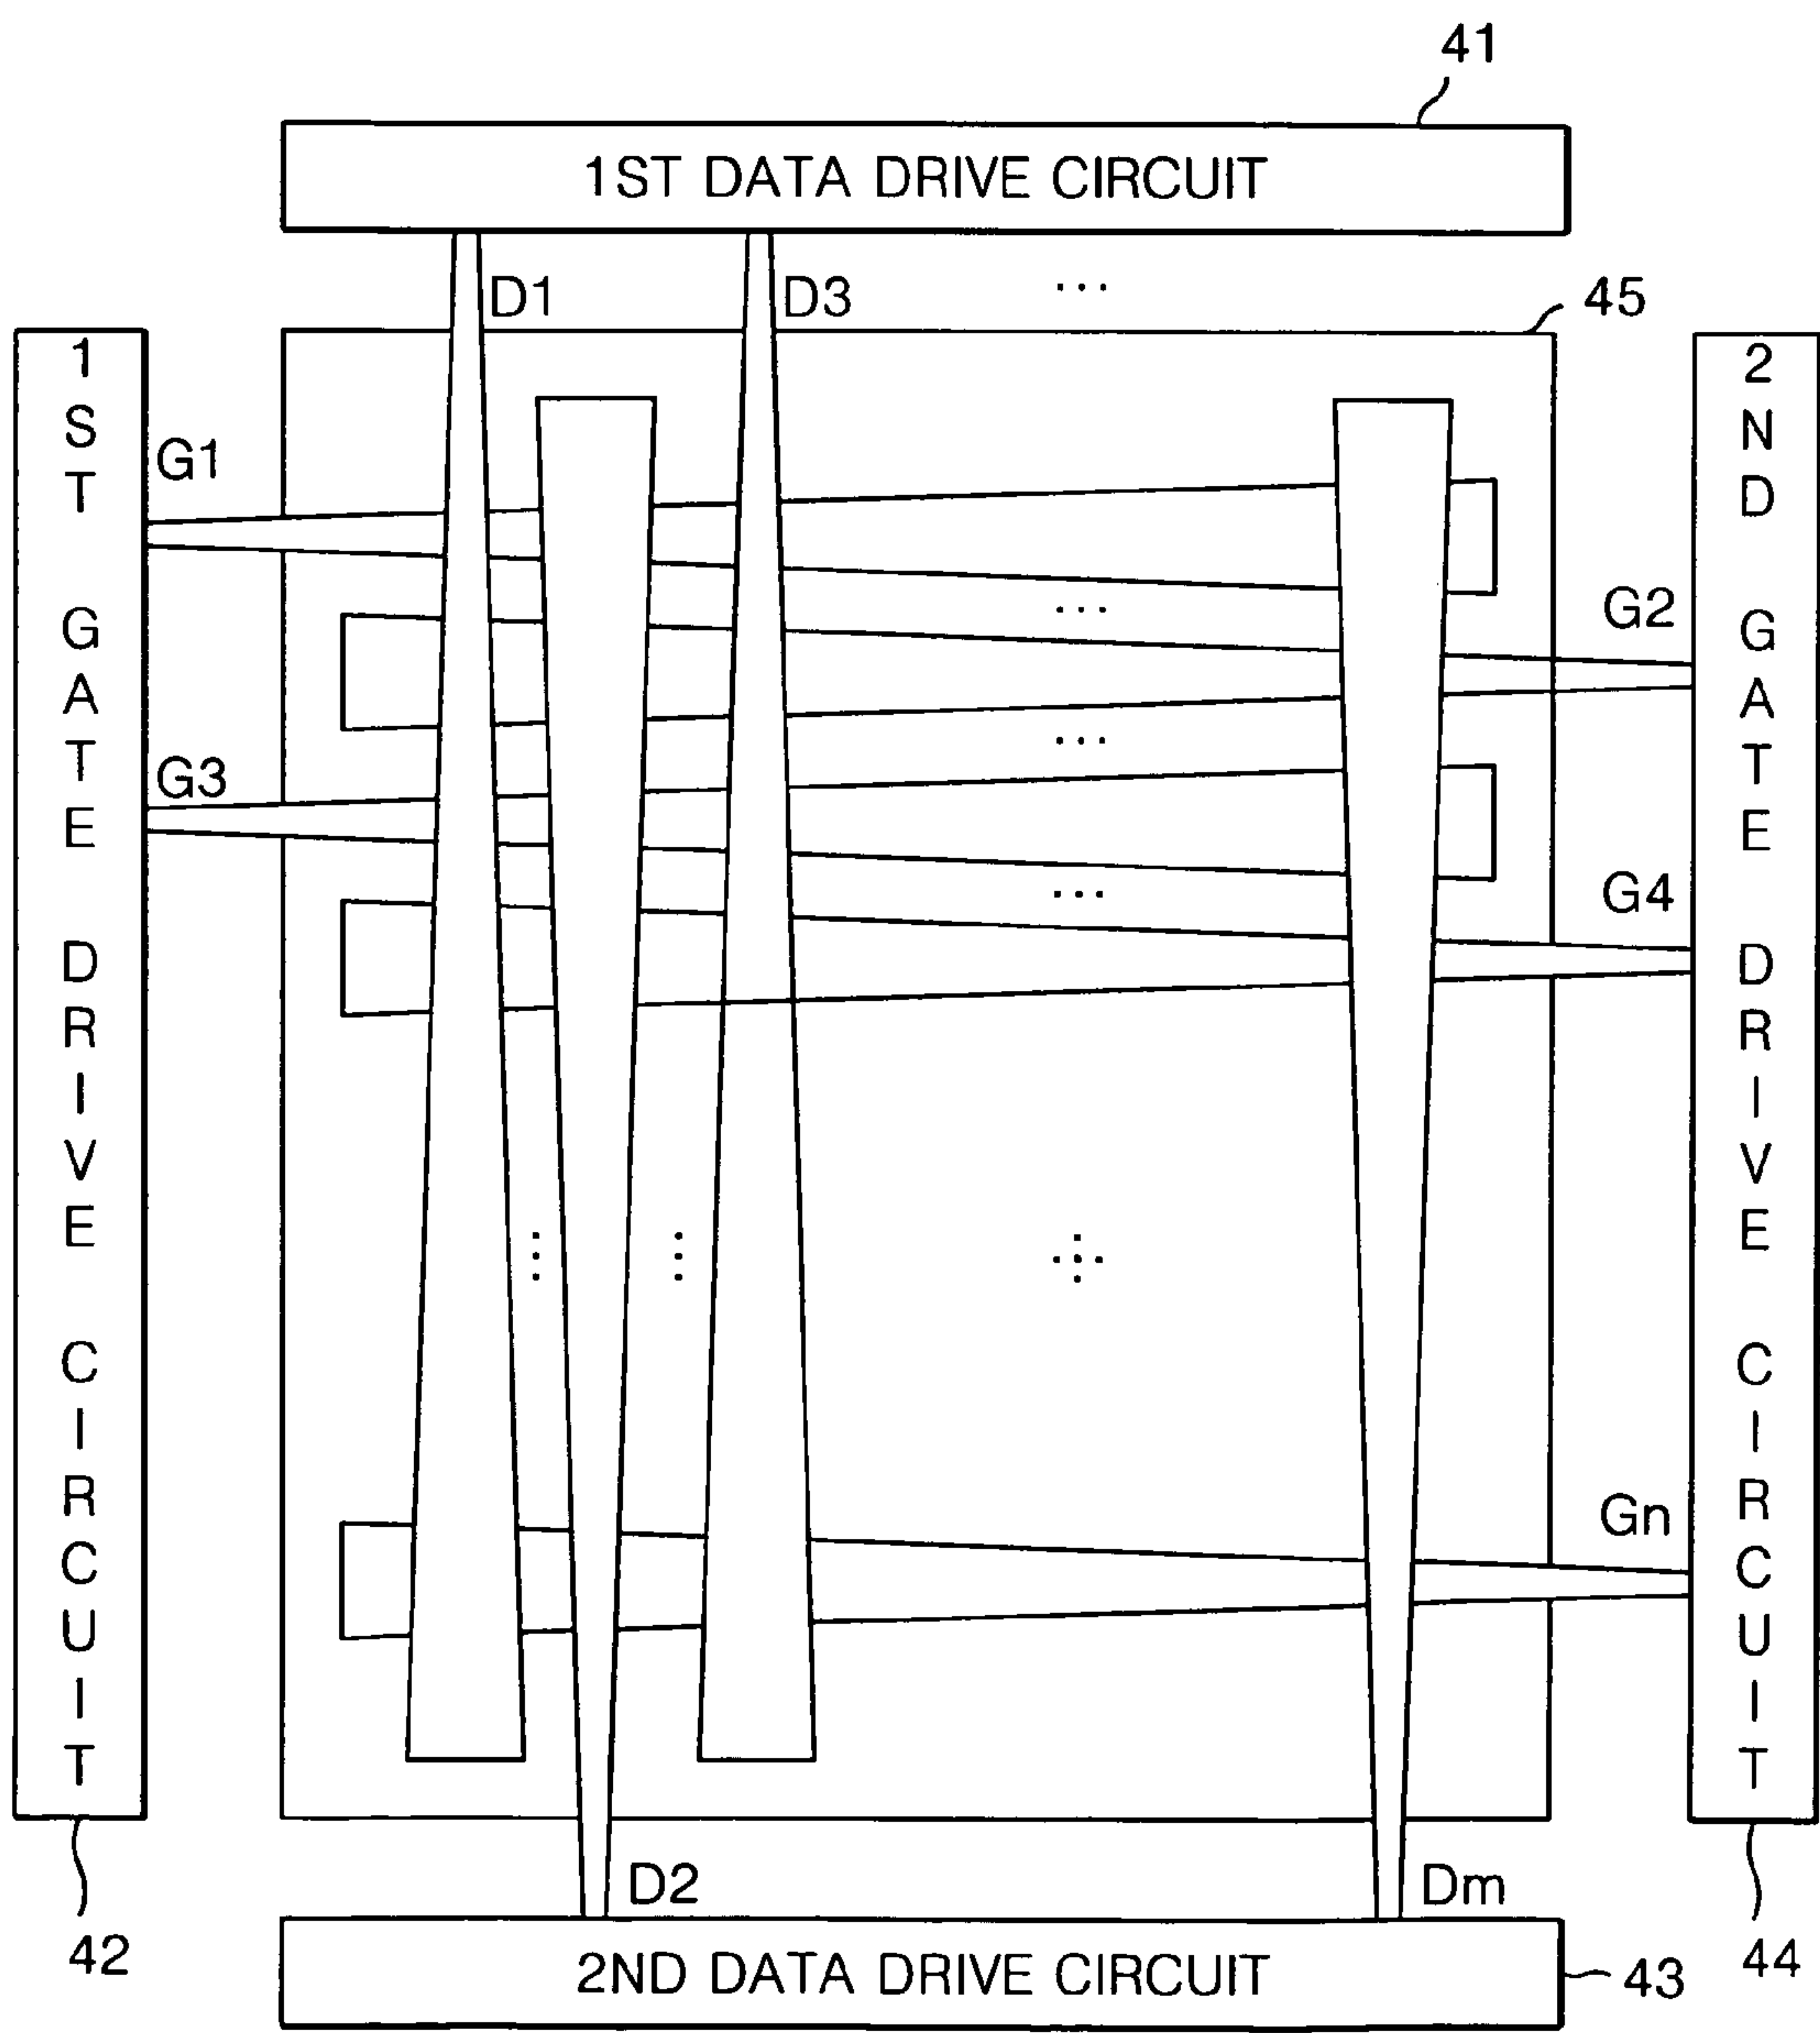 41
1ST DATA DRIVE CIRCUIT
D1
D3
...
45
1ST GATE DRIVE CIRCUIT
2ND GATE DRIVE CIRCUIT
G1
...
G2
...
G3
...
G4
Gn
D2
Dm
42
2ND DATA DRIVE CIRCUIT
43
44